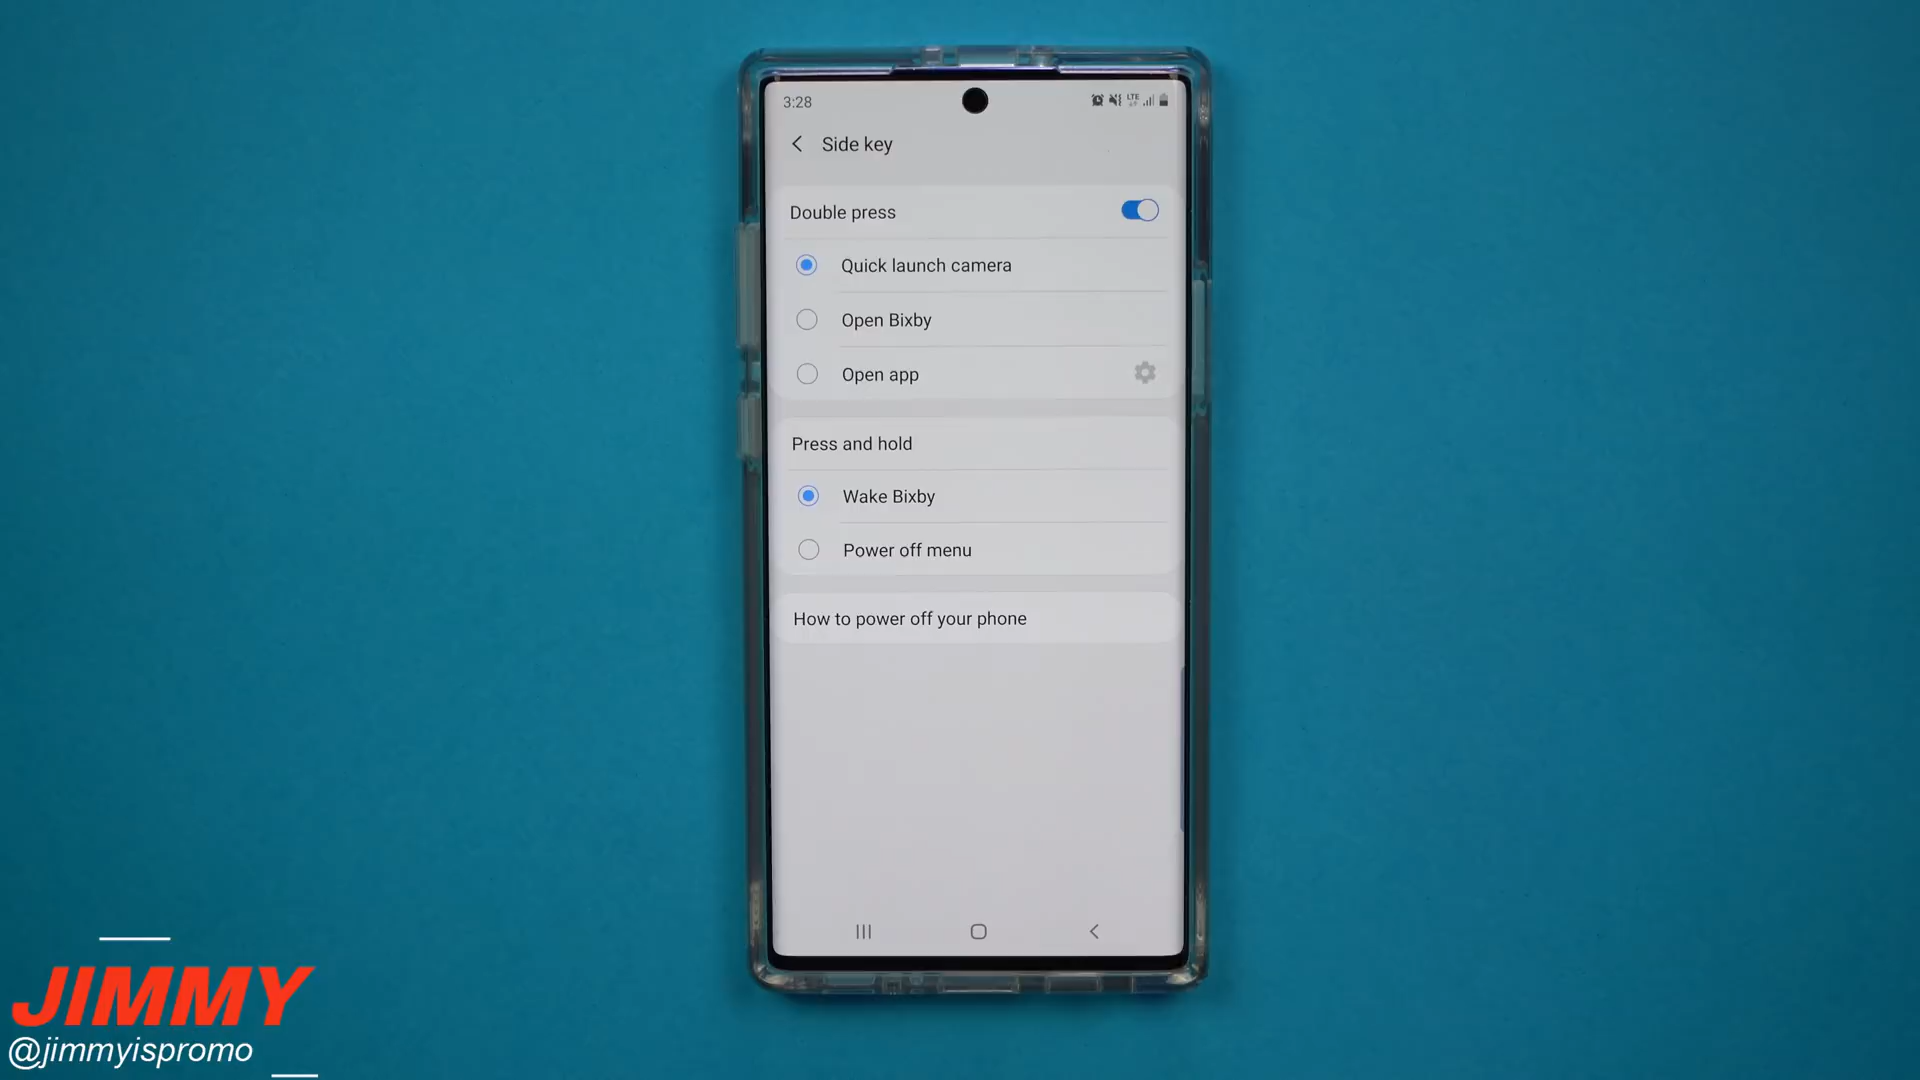 3:28
LTE
Side key
Double press
Quick launch camera
Open Bixby
Open app
Press and hold
Wake Bixby
Power off menu
How to power off your phone
JIMMY
@jimmyispromo